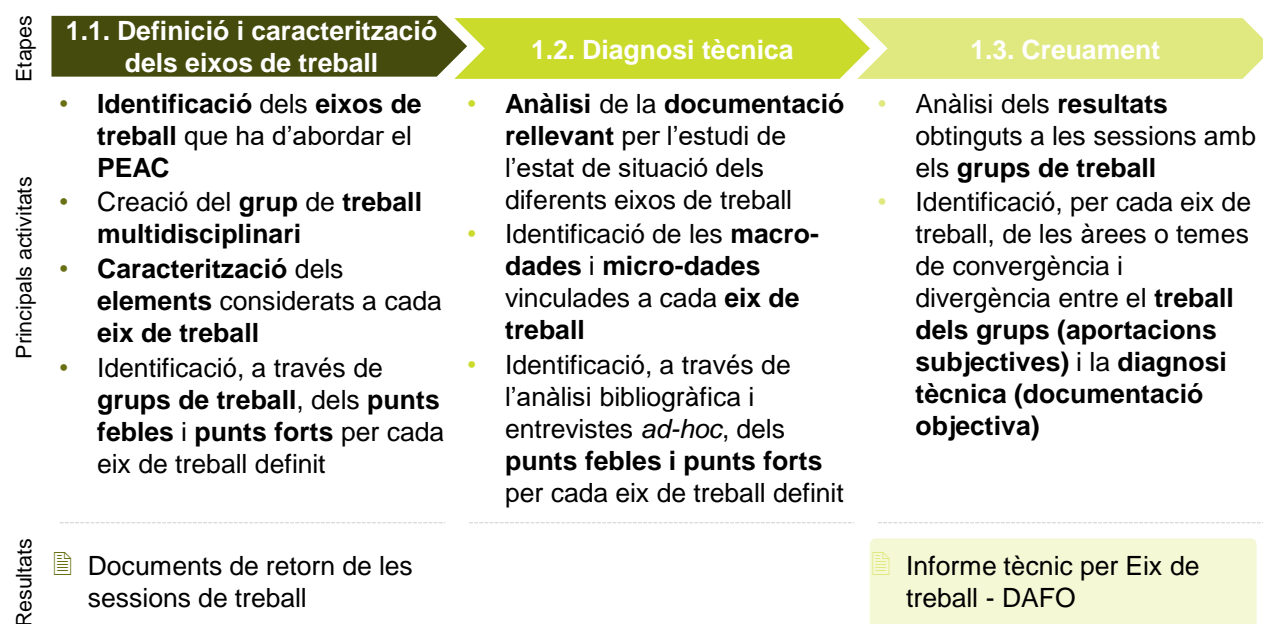 Etapes
1.1. Definició i caracterització
dels eixos de treball
1.2. Diagnosi tècnica
1.3. Creuament
Principals activitats
• Identificació dels eixos de
treball que ha d’abordar el
PEAC
• Creació del grup de treball
multidisciplinari
• Caracterització dels
elements considerats a cada
eix de treball
• Identificació, a través de
grups de treball, dels punts
febles i punts forts per cada
eix de treball definit
• Anàlisi de la documentació
rellevant per l’estudi de
l’estat de situació dels
diferents eixos de treball
• Identificació de les macro-
dades i micro-dades
vinculades a cada eix de
treball
• Identificació, a través de
l’anàlisi bibliogràfica i
entrevistes ad-hoc, dels
punts febles i punts forts
per cada eix de treball definit
• Anàlisi dels resultats
obtinguts a les sessions amb
els grups de treball
• Identificació, per cada eix de
treball, de les àrees o temes
de convergència i
divergència entre el treball
dels grups (aportacions
subjectives) i la diagnosi
tècnica (documentació
objectiva)
Resultats
Documents de retorn de les
sessions de treball
Informe tècnic per Eix de
treball - DAFO